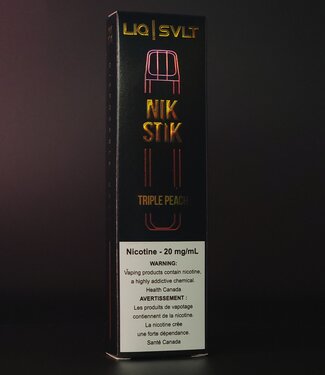 LIQ | SVLT
NIK
STIK
TRIPLE PEACH
Nicotine - 20 mg/mL
WARNING:
Vaping products contain nicotine,
a highly addictive chemical.
Health Canada
AVERTISSEMENT :
Les produits de vapotage
contiennent de la nicotine.
La nicotine crée
une forte dépendance.
Santé Canada